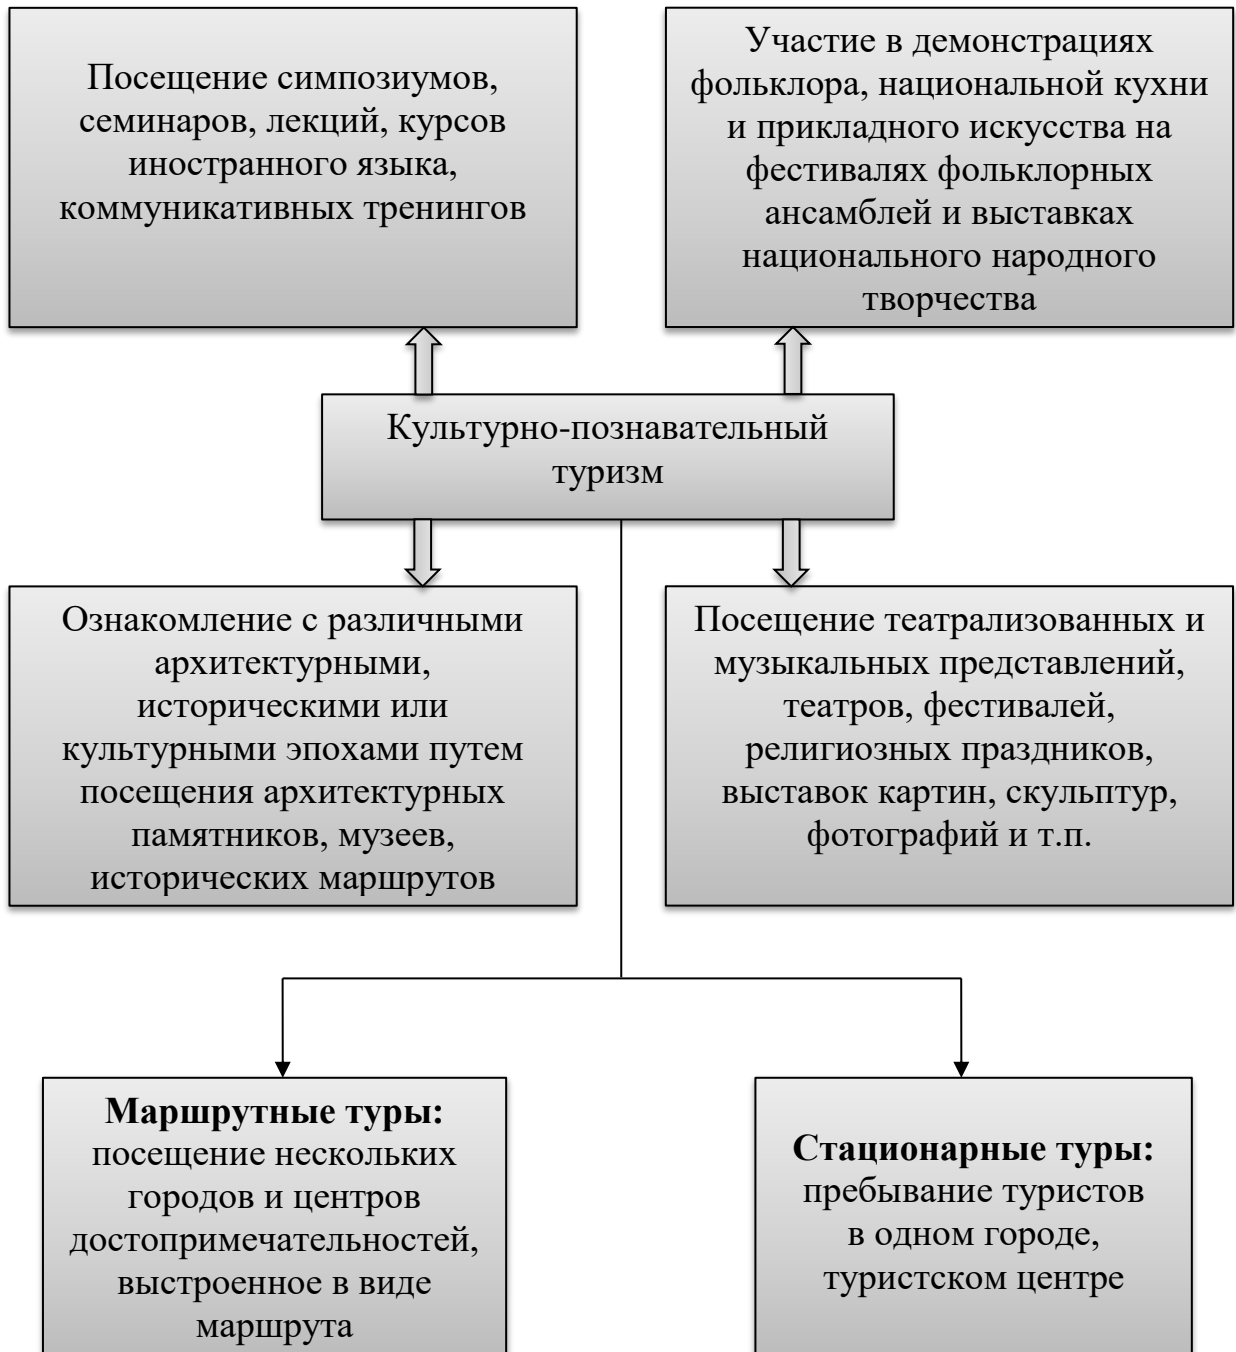 Посещение симпозиумов,
семинаров, лекций, курсов
иностранного языка,
коммуникативных тренингов
Участие в демонстрациях
фольклора, национальной кухни
и прикладного искусства на
фестивалях фольклорных
ансамблей и выставках
национального народного
творчества
Культурно-познавательный
туризм
Ознакомление с различными
архитектурными,
историческими или
культурными эпохами путем
посещения архитектурных
памятников, музеев,
исторических маршрутов
Посещение театрализованных и
музыкальных представлений,
театров, фестивалей,
религиозных праздников,
выставок картин, скульптур,
фотографий и т.п.
Маршрутные туры:
посещение нескольких
городов и центров
достопримечательностей,
выстроенное в виде
маршрута
Стационарные туры:
пребывание туристов
в одном городе,
туристском центре